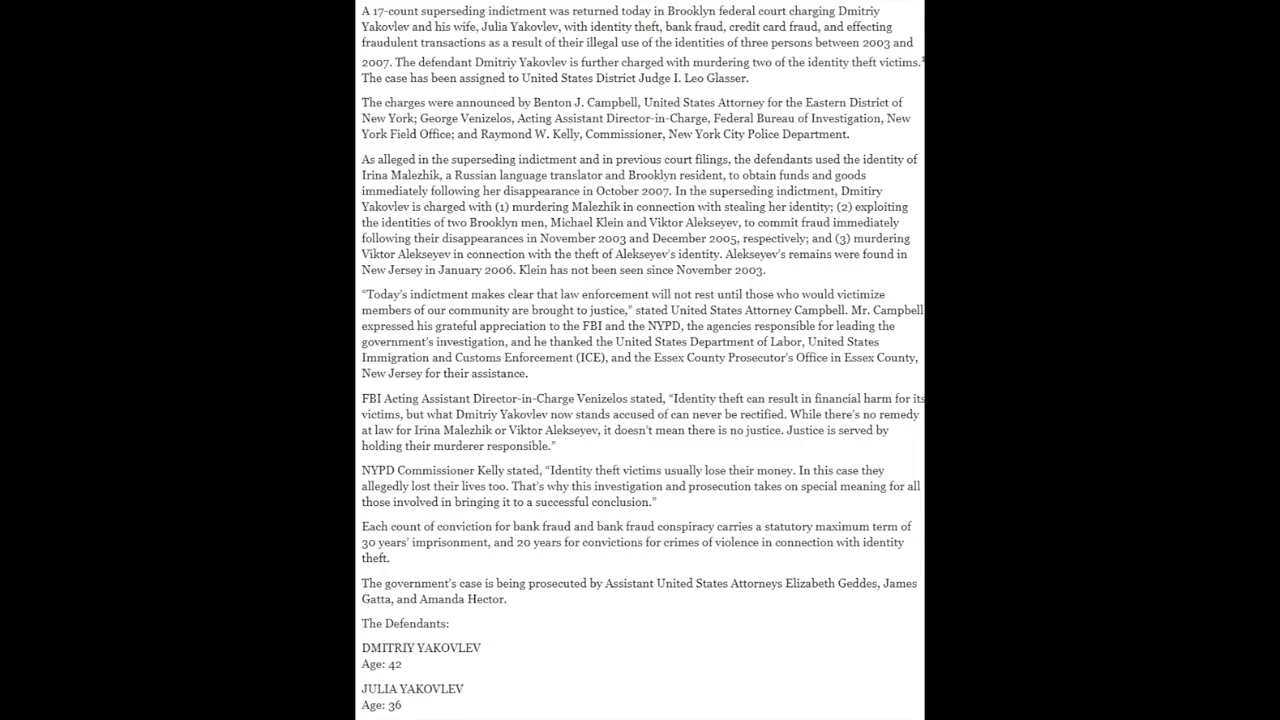 A 17-count superseding indictment was returned today in Brooklyn federal court charging Dmitriy
Yakovlev and his wife, Julia Yakovlev, with identity theft, bank fraud, credit card fraud, and effecting
fraudulent transactions as a result of their illegal use of the identities of three persons between 2003 and
2007. The defendant Dmitriy Yakovlev is further charged with murdering two of the identity theft victims.¹
The case has been assigned to United States District Judge I. Leo Glasser.
The charges were announced by Benton J. Campbell, United States Attorney for the Eastern District of
New York; George Venizelos, Acting Assistant Director-in-Charge, Federal Bureau of Investigation, New
York Field Office; and Raymond W. Kelly, Commissioner, New York City Police Department.
As alleged in the superseding indictment and in previous court filings, the defendants used the identity of
Irina Malezhik, a Russian language translator and Brooklyn resident, to obtain funds and goods
immediately following her disappearance in October 2007. In the superseding indictment, Dmitiry
Yakovlev is charged with (1) murdering Malezhik in connection with stealing her identity; (2) exploiting
the identities of two Brooklyn men, Michael Klein and Viktor Alekseyev, to commit fraud immediately
following their disappearances in November 2003 and December 2005, respectively; and (3) murdering
Viktor Alekseyev in connection with the theft of Alekseyev's identity. Alekseyev's remains were found in
New Jersey in January 2006. Klein has not been seen since November 2003.
“Today's indictment makes clear that law enforcement will not rest until those who would victimize
members of our community are brought to justice,” stated United States Attorney Campbell. Mr. Campbell
expressed his grateful appreciation to the FBI and the NYPD, the agencies responsible for leading the
government's investigation, and he thanked the United States Department of Labor, United States
Immigration and Customs Enforcement (ICE), and the Essex County Prosecutor's Office in Essex County,
New Jersey for their assistance.
FBI Acting Assistant Director-in-Charge Venizelos stated, “Identity theft can result in financial harm for its
victims, but what Dmitriy Yakovlev now stands accused of can never be rectified. While there's no remedy
at law for Irina Malezhik or Viktor Alekseyev, it doesn't mean there is no justice. Justice is served by
holding their murderer responsible.”
NYPD Commissioner Kelly stated, “Identity theft victims usually lose their money. In this case they
allegedly lost their lives too. That's why this investigation and prosecution takes on special meaning for all
those involved in bringing it to a successful conclusion.”
Each count of conviction for bank fraud and bank fraud conspiracy carries a statutory maximum term of
30 years' imprisonment, and 20 years for convictions for crimes of violence in connection with identity
theft.
The government's case is being prosecuted by Assistant United States Attorneys Elizabeth Geddes, James
Gatta, and Amanda Hector.
The Defendants:
DMITRIY YAKOVLEV
Age: 42
JULIA YAKOVLEV
Age: 36